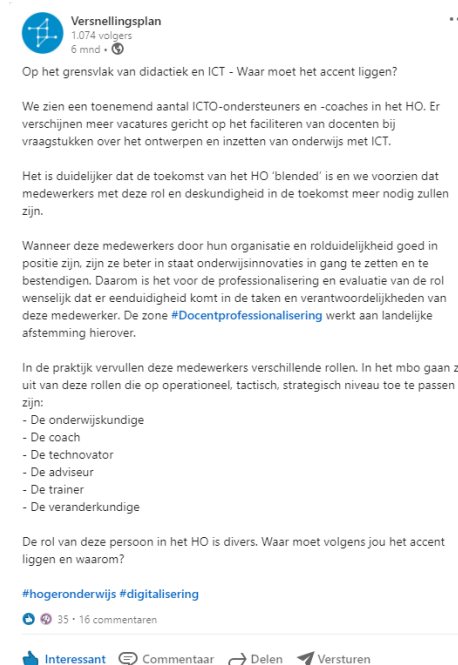 Versnellingsplan
1.074 volgers
6 mnd •
Op het grensvlak van didactiek en ICT - Waar moet het accent liggen?
We zien een toenemend aantal ICTO-ondersteuners en -coaches in het HO. Er
verschijnen meer vacatures gericht op het faciliteren van docenten bij
vraagstukken over het ontwerpen en inzetten van onderwijs met ICT.
Het is duidelijker dat de toekomst van het HO 'blended' is en we voorzien dat
medewerkers met deze rol en deskundigheid in de toekomst meer nodig zullen
zijn.
Wanneer deze medewerkers door hun organisatie en rolduidelijkheid goed in
positie zijn, zijn ze beter in staat onderwijsinnovaties in gang te zetten en te
bestendigen. Daarom is het voor de professionalisering en evaluatie van de rol
wenselijk dat er eenduidigheid komt in de taken en verantwoordelijkheden van
deze medewerker. De zone #Docentprofessionalisering werkt aan landelijke
afstemming hierover.
In de praktijk vervullen deze medewerkers verschillende rollen. In het mbo gaan z
uit van deze rollen die op operationeel, tactisch, strategisch niveau toe te passen
zijn:
- De onderwijskundige
- De coach
- De technovator
- De adviseur
- De trainer
- De veranderkundige
De rol van deze persoon in het HO is divers. Waar moet volgens jou het accent
liggen en waarom?
#hogeronderwijs #digitalisering
35 • 16 commentaren
Interessant Commentaar Delen Versturen